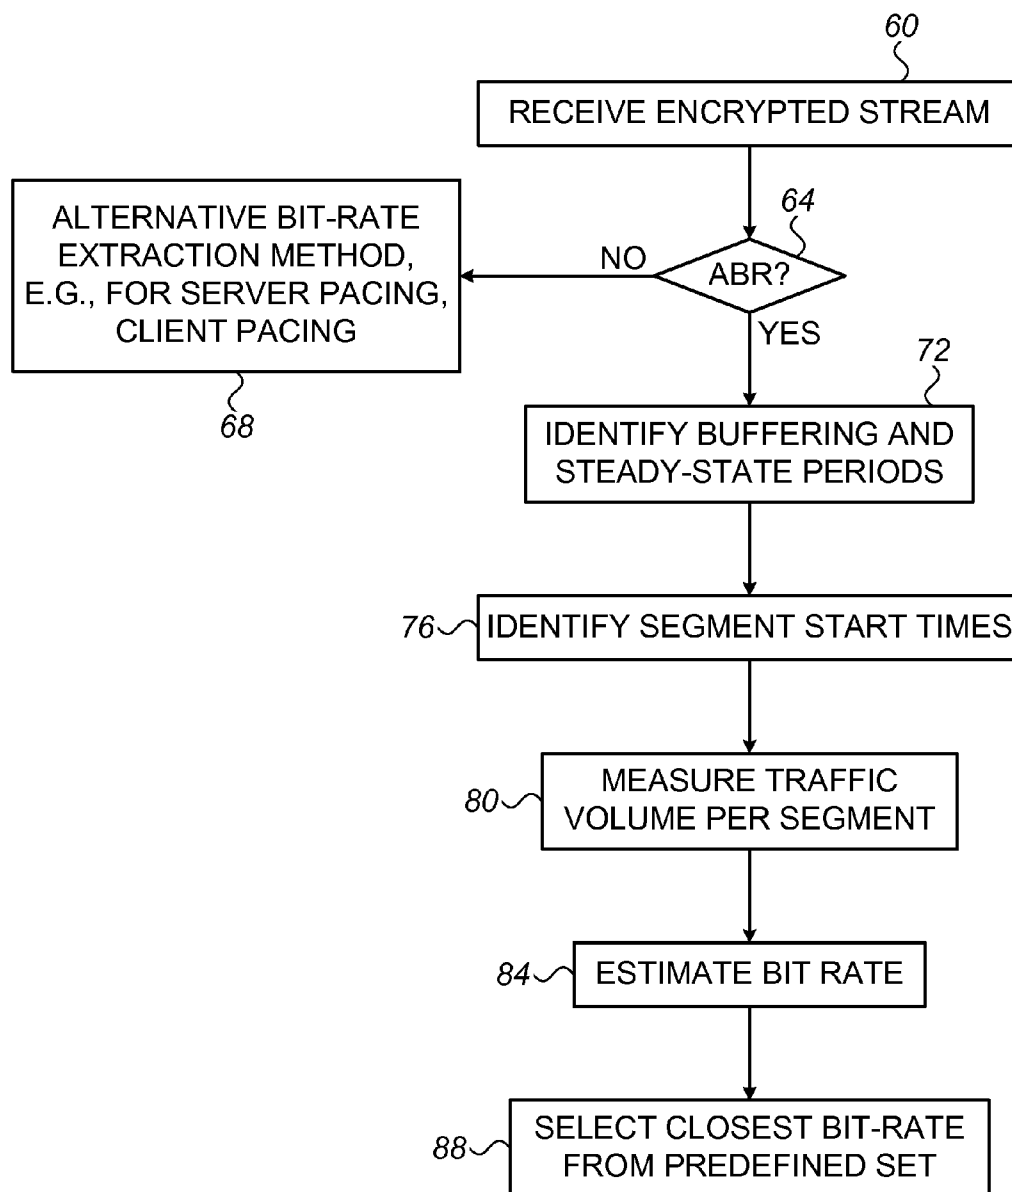 60
RECEIVE ENCRYPTED STREAM
64
ABR?
NO
YES
ALTERNATIVE BIT-RATE
EXTRACTION METHOD,
E.G., FOR SERVER PACING,
CLIENT PACING
68
72
IDENTIFY BUFFERING AND
STEADY-STATE PERIODS
76
IDENTIFY SEGMENT START TIMES
80
MEASURE TRAFFIC
VOLUME PER SEGMENT
84
ESTIMATE BIT RATE
88
SELECT CLOSEST BIT-RATE
FROM PREDEFINED SET